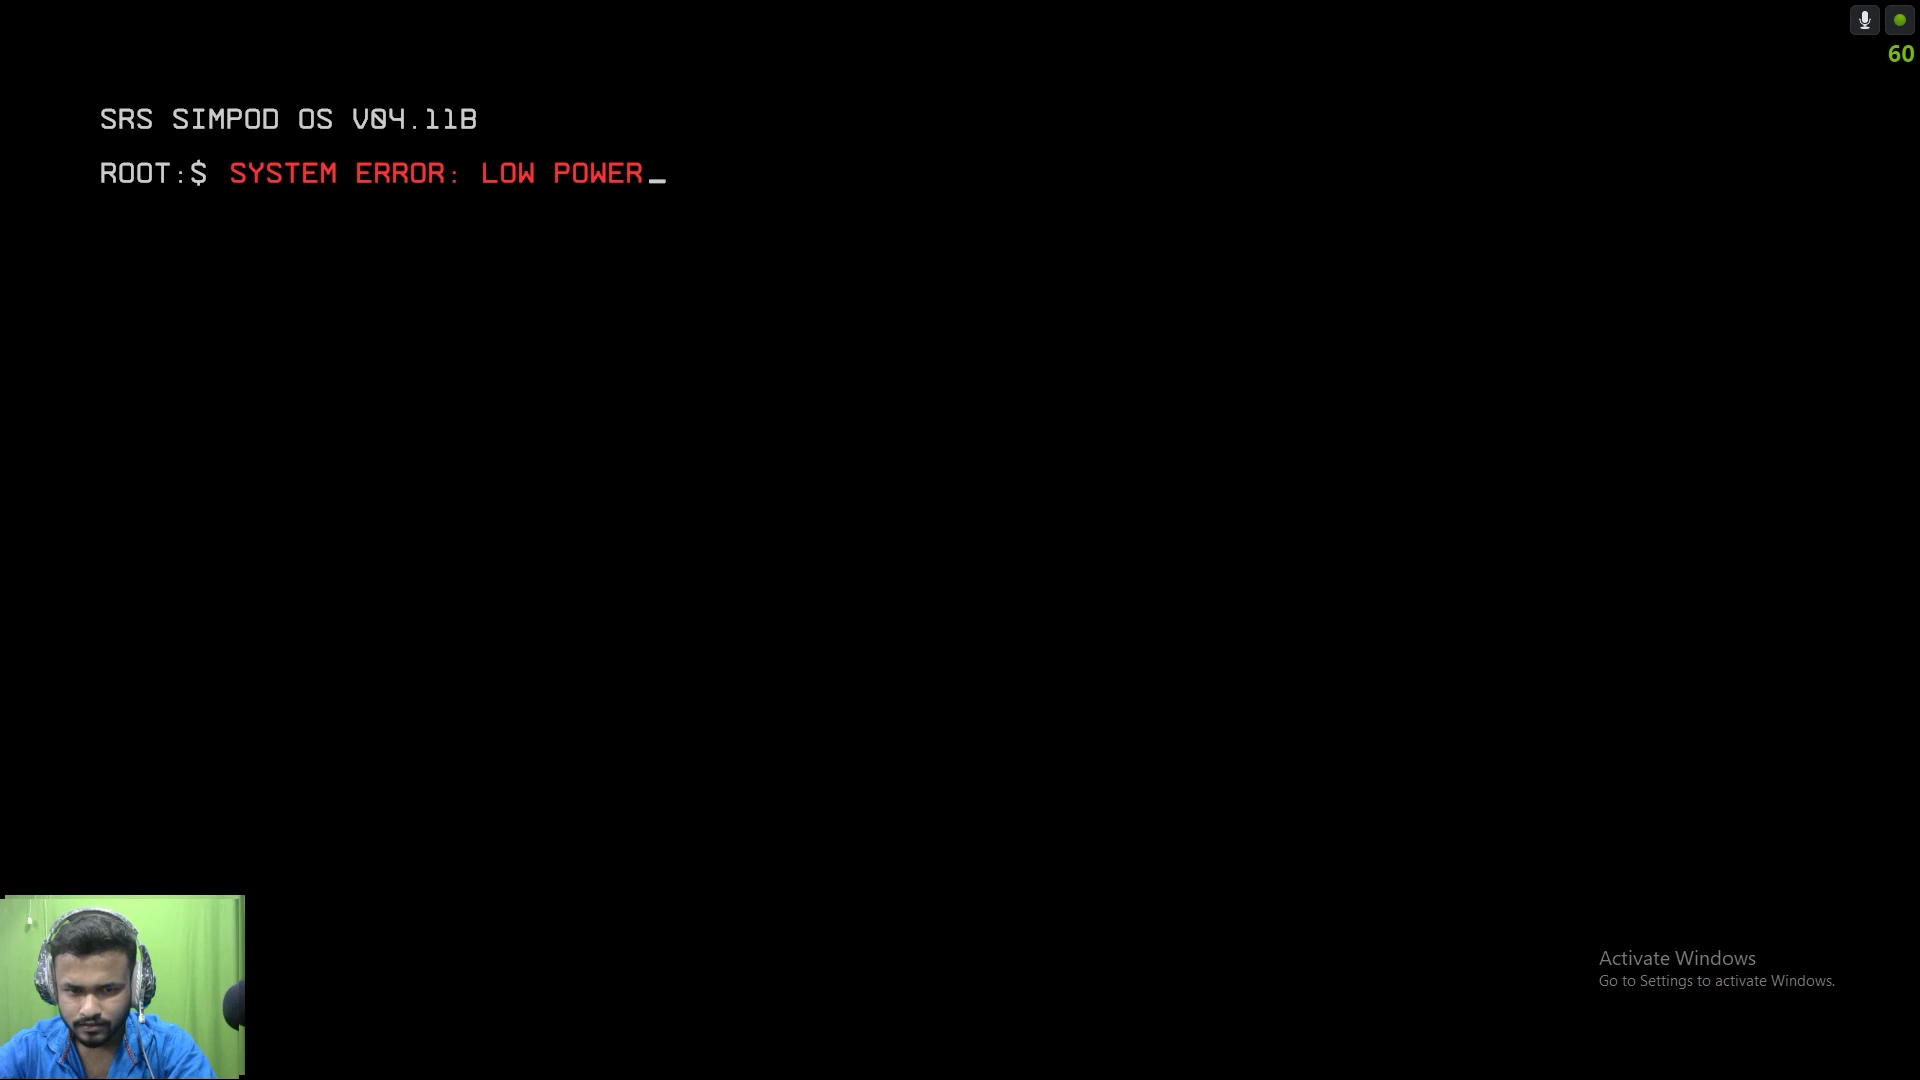 60
SRS SIMPOD OS V04.11B
ROOT:$ SYSTEM ERROR: LOW POWER_
Activate Windows
Go to Settings to activate Windows.